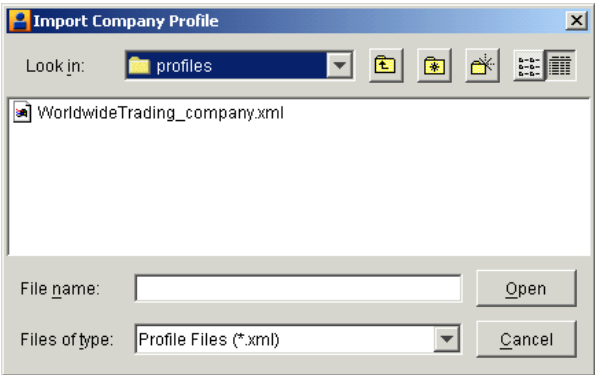 Import Company Profile
Look in: profiles
WorldwideTrading_company.xml
File name: Open
Files of type: Profile Files (*.xml) Cancel